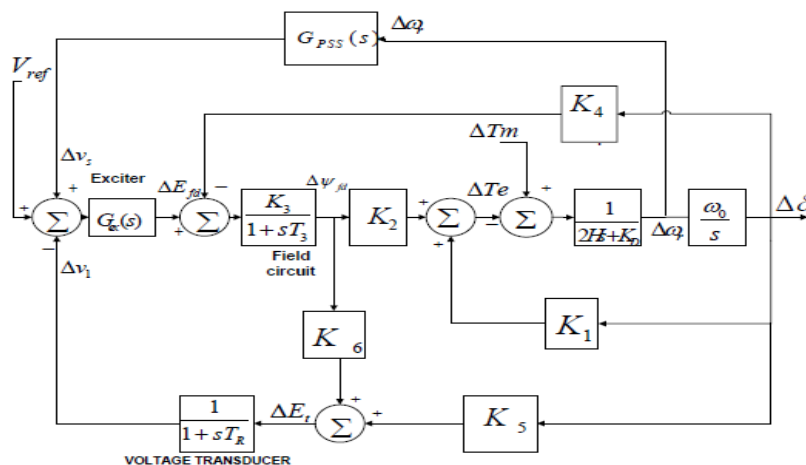 G_PSS(s)
Δω_r
V_ref
K_4
ΔTm
Δv_s
Exciter
ΔE_fd
Δψ_fd
ΔTe
+
+
−
Σ
G_ex(s)
+
−
Σ
K_3
1+sT_3
Field
circuit
K_2
+
+
Σ
−
+
Σ
1
2Hs+K_D
Δω_r
ω_0
s
Δδ
Δv_1
K_1
K_6
1
1+sT_R
ΔE_t
+
+
Σ
K_5
VOLTAGE TRANSDUCER